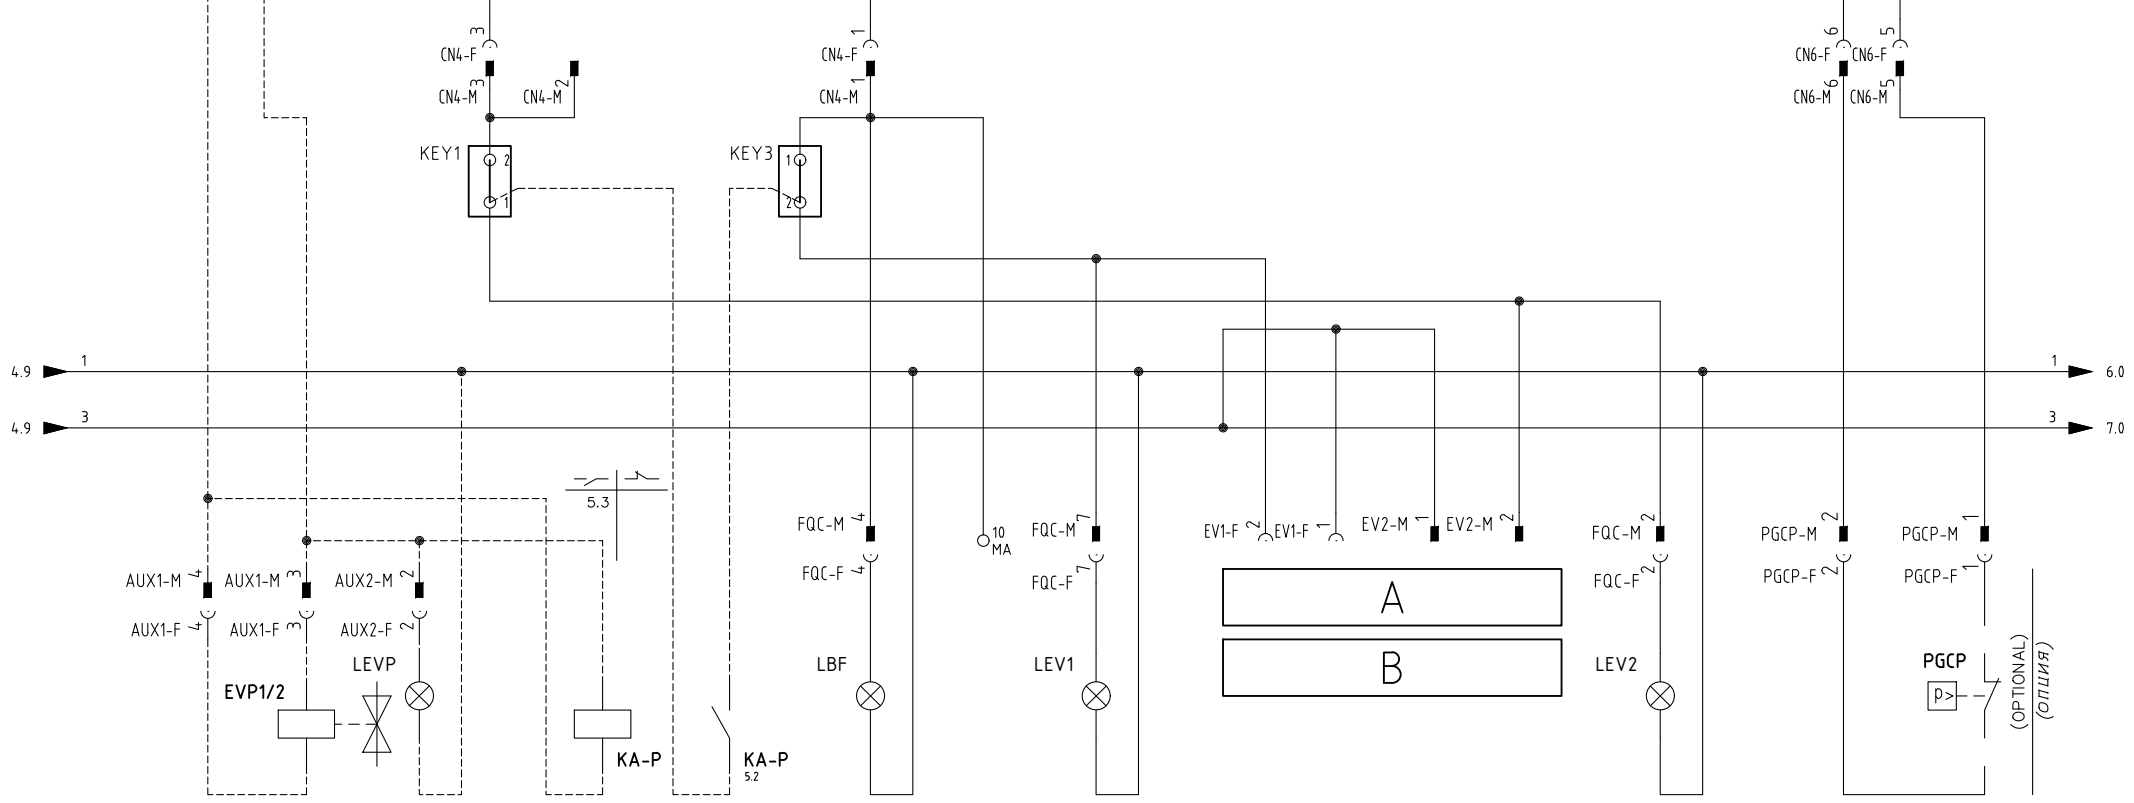 3 1 6 5
CN4-F CN4-F CN6-F CN6-F
3 2 1 6 5
CN4-M CN4-M CN4-M CN6-M CN6-M
KEY1 2 KEY3 1
1 2
4.9 1 1 6.0
4.9 3 3 7.0
5.3
FQC-M 4 10 FQC-M 7 EV1-F 2 EV1-F 1 EV2-M 1 EV2-M 2 FQC-M 2 PGCP-M 2 PGCP-M 1
MA
FQC-F 4 FQC-F 7 FQC-F 2 PGCP-F 2 PGCP-F 1
AUX1-M 4 AUX1-M 3 AUX2-M 2
A
AUX1-F 4 AUX1-F 3 AUX2-F 2
LEVP LBF LEV1 B LEV2 PGCP
EVP1/2 p>
(OPTIONAL)
(ОПЦИЯ)
KA-P KA-P
5.2